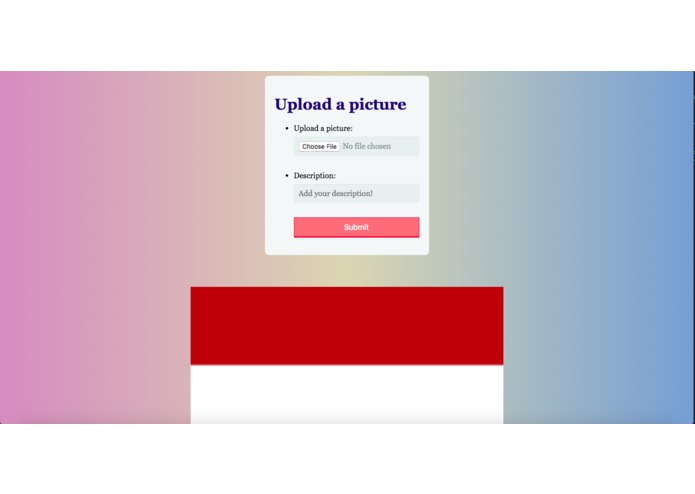 Upload a picture
Upload a picture:
Choose File No file chosen
Description:
Add your description!
Submit